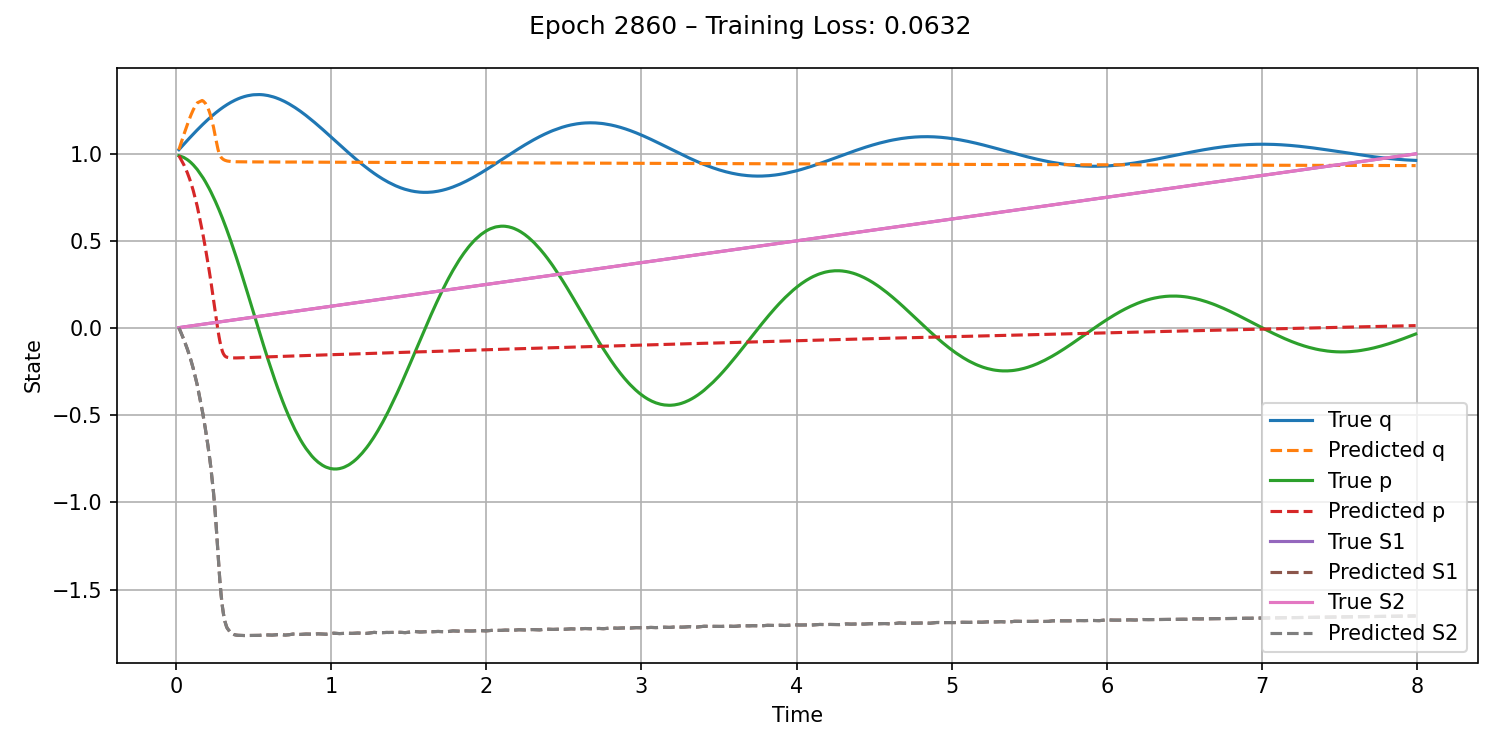 Epoch 2860 – Training Loss: 0.0632
State
1.0
0.5
0.0
−0.5
−1.0
−1.5
0 1 2 3 4 5 6 7 8
Time
True q
Predicted q
True p
Predicted p
True S1
Predicted S1
True S2
Predicted S2